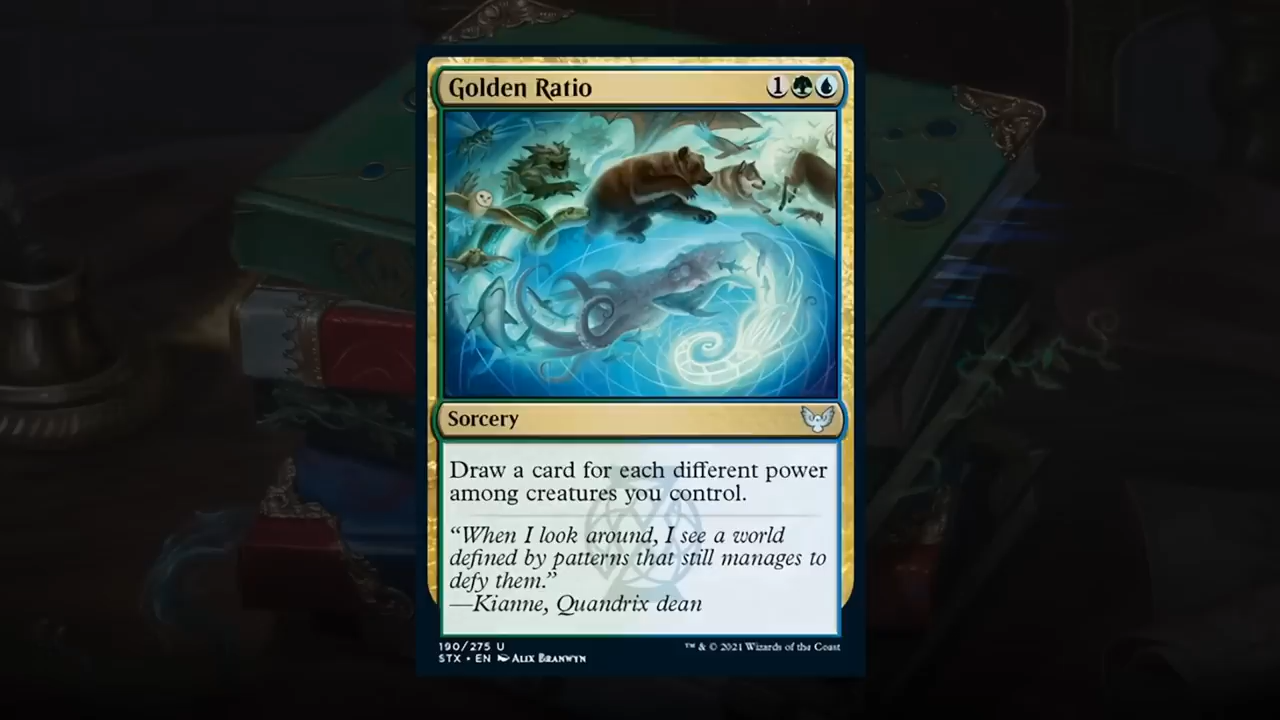 Golden Ratio 1
Sorcery
Draw a card for each different power
among creatures you control.
“When I look around, I see a world
defined by patterns that still manages to
defy them.”
—Kianne, Quandrix dean
190/275 U
STX • EN Alix Branwyn
™ & © 2021 Wizards of the Coast